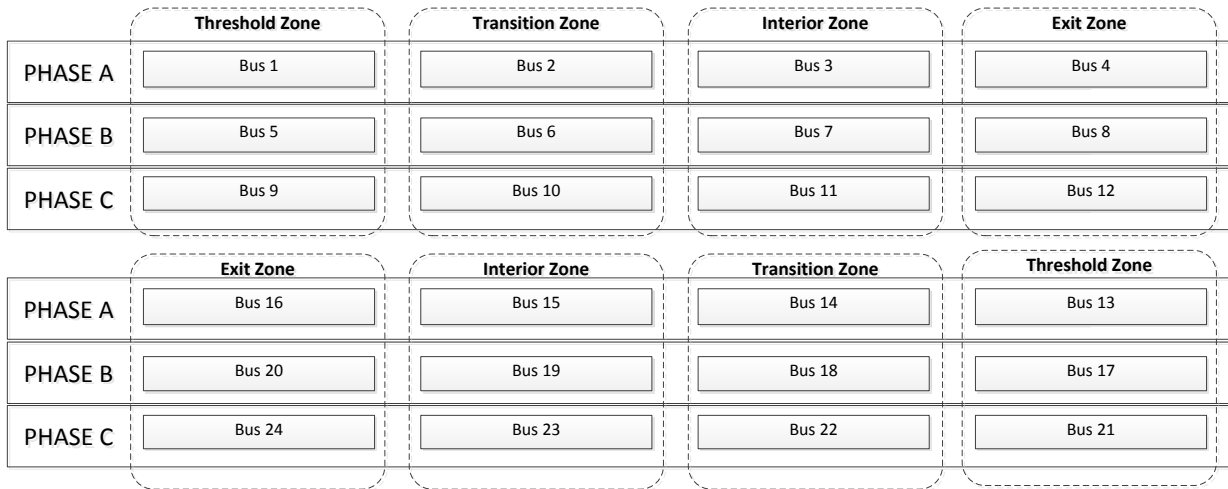 Threshold Zone Transition Zone Interior Zone Exit Zone
PHASE A Bus 1 Bus 2 Bus 3 Bus 4
PHASE B Bus 5 Bus 6 Bus 7 Bus 8
PHASE C Bus 9 Bus 10 Bus 11 Bus 12
Exit Zone Interior Zone Transition Zone Threshold Zone
PHASE A Bus 16 Bus 15 Bus 14 Bus 13
PHASE B Bus 20 Bus 19 Bus 18 Bus 17
PHASE C Bus 24 Bus 23 Bus 22 Bus 21